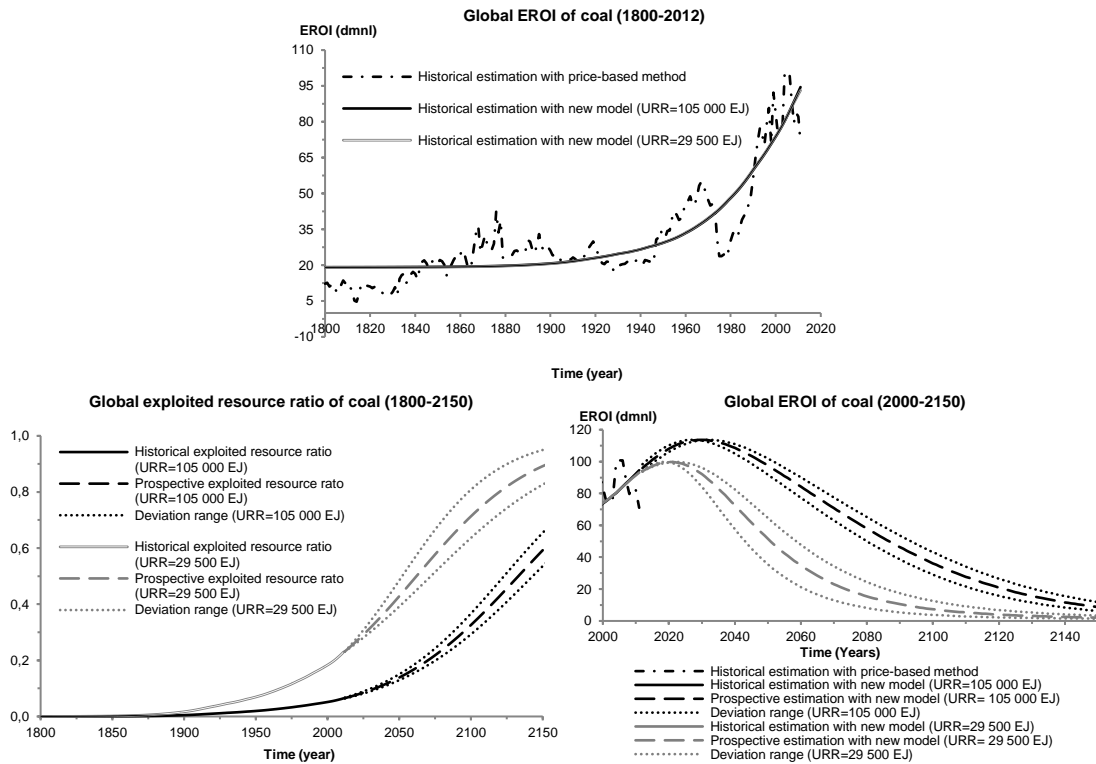 Global EROI of coal (1800-2012)
EROI (dmnl)
110
95
80
65
50
35
20
5
-10
Historical estimation with price-based method
Historical estimation with new model (URR=105 000 EJ)
Historical estimation with new model (URR=29 500 EJ)
1800 1820 1840 1860 1880 1900 1920 1940 1960 1980 2000 2020
Time (year)
Global exploited resource ratio of coal (1800-2150)
1,0
0,8
0,6
0,4
0,2
0,0
Historical exploited resource ratio
(URR=105 000 EJ)
Prospective exploited resource ratio
(URR=105 000 EJ)
Deviation range (URR=105 000 EJ)
Historical exploited resource ratio
(URR=29 500 EJ)
Prospective exploited resource ratio
(URR=29 500 EJ)
Deviation range (URR=29 500 EJ)
1800 1850 1900 1950 2000 2050 2100 2150
Time (year)
Global EROI of coal (2000-2150)
EROI (dmnl)
120
100
80
60
40
20
0
2000 2020 2040 2060 2080 2100 2120 2140
Time (Years)
Historical estimation with price-based method
Historical estimation with new model (URR=105 000 EJ)
Prospective estimation with new model (URR= 105 000 EJ)
Deviation range (URR=105 000 EJ)
Historical estimation with new model (URR=29 500 EJ)
Prospective estimation with new model (URR= 29 500 EJ)
Deviation range (URR=29 500 EJ)